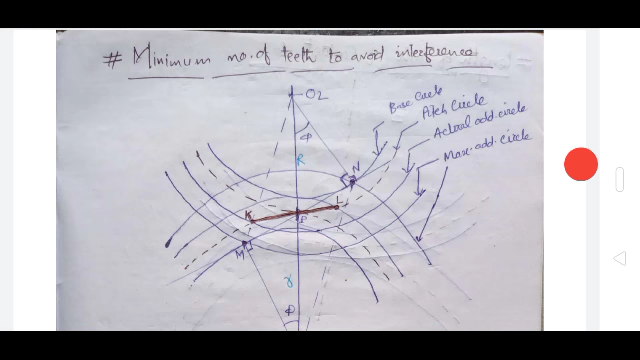 # Minimum no. of teeth to avoid interference
O2
Base Circle
Pitch Circle
Actual add. circle
Max. add. circle
φ
R
N
K
L
P
M
r
φ